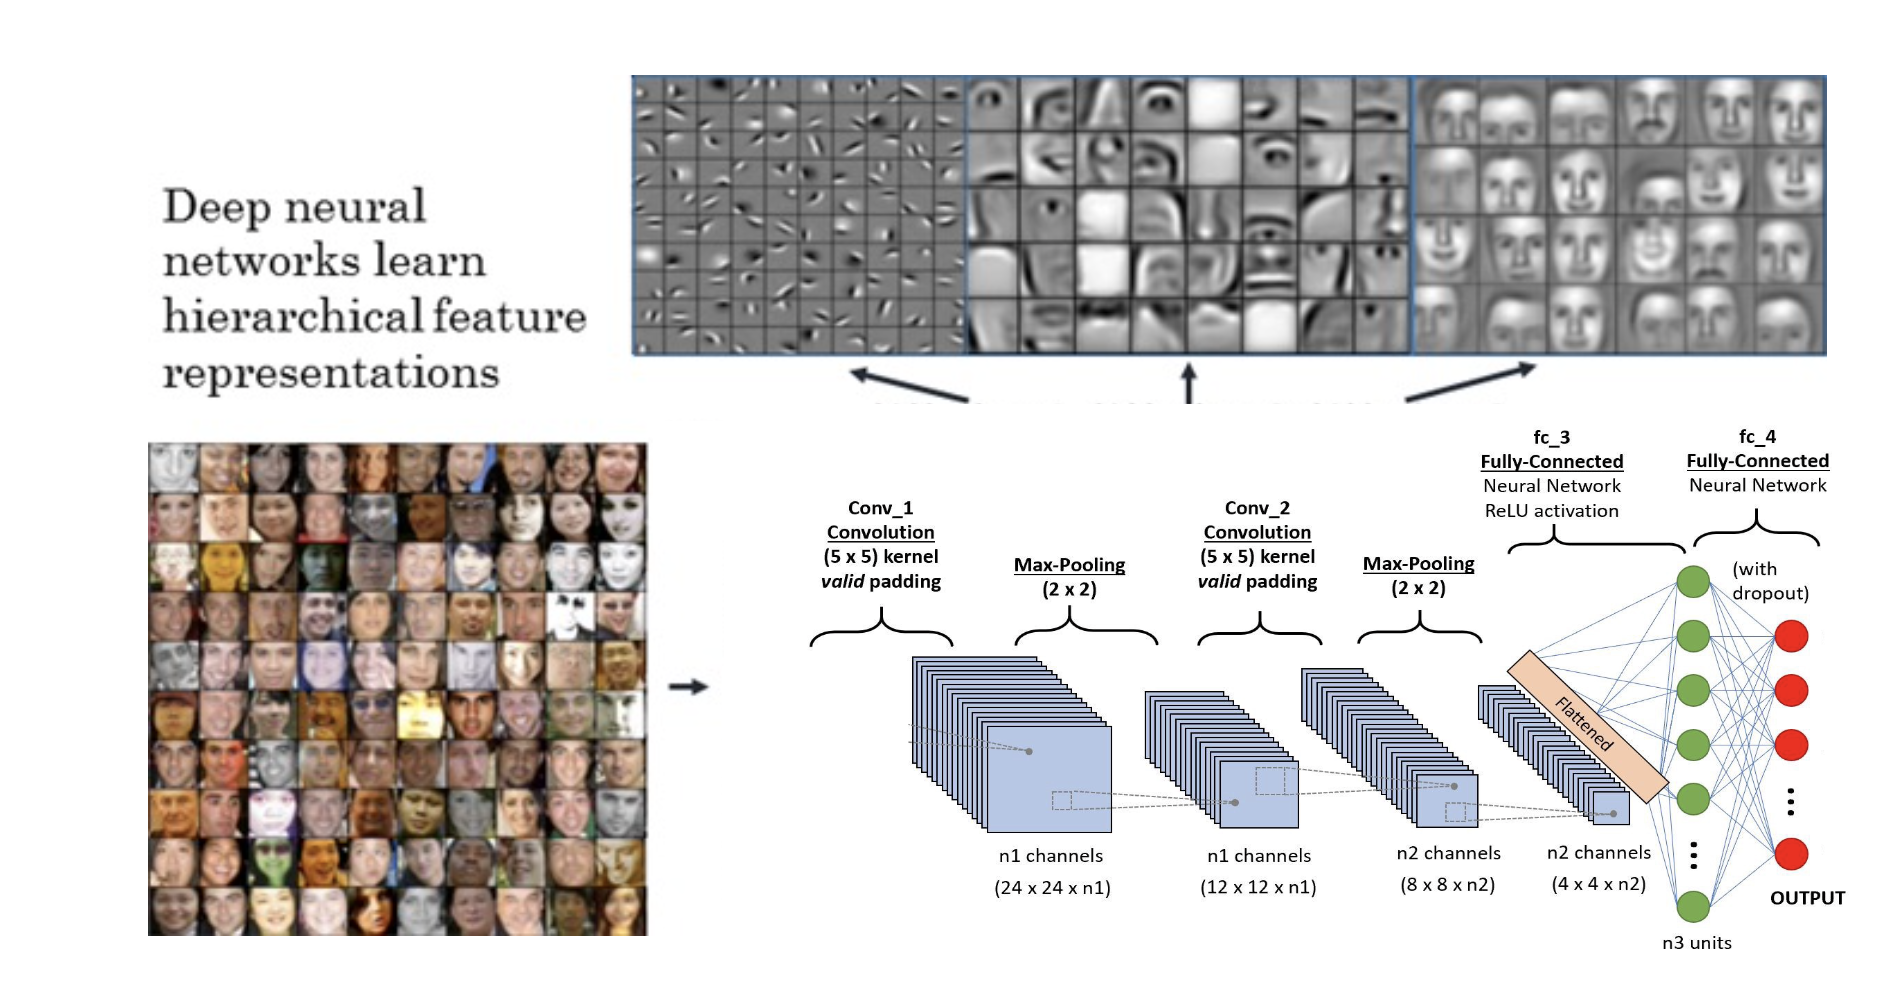 Deep neural
networks learn
hierarchical feature
representations
Conv_1
Convolution
(5 x 5) kernel
valid padding
Max-Pooling
(2 x 2)
Conv_2
Convolution
(5 x 5) kernel
valid padding
Max-Pooling
(2 x 2)
fc_3
Fully-Connected
Neural Network
ReLU activation
fc_4
Fully-Connected
Neural Network
(with
dropout)
Flattened
n1 channels
(24 x 24 x n1)
n1 channels
(12 x 12 x n1)
n2 channels
(8 x 8 x n2)
n2 channels
(4 x 4 x n2)
OUTPUT
n3 units